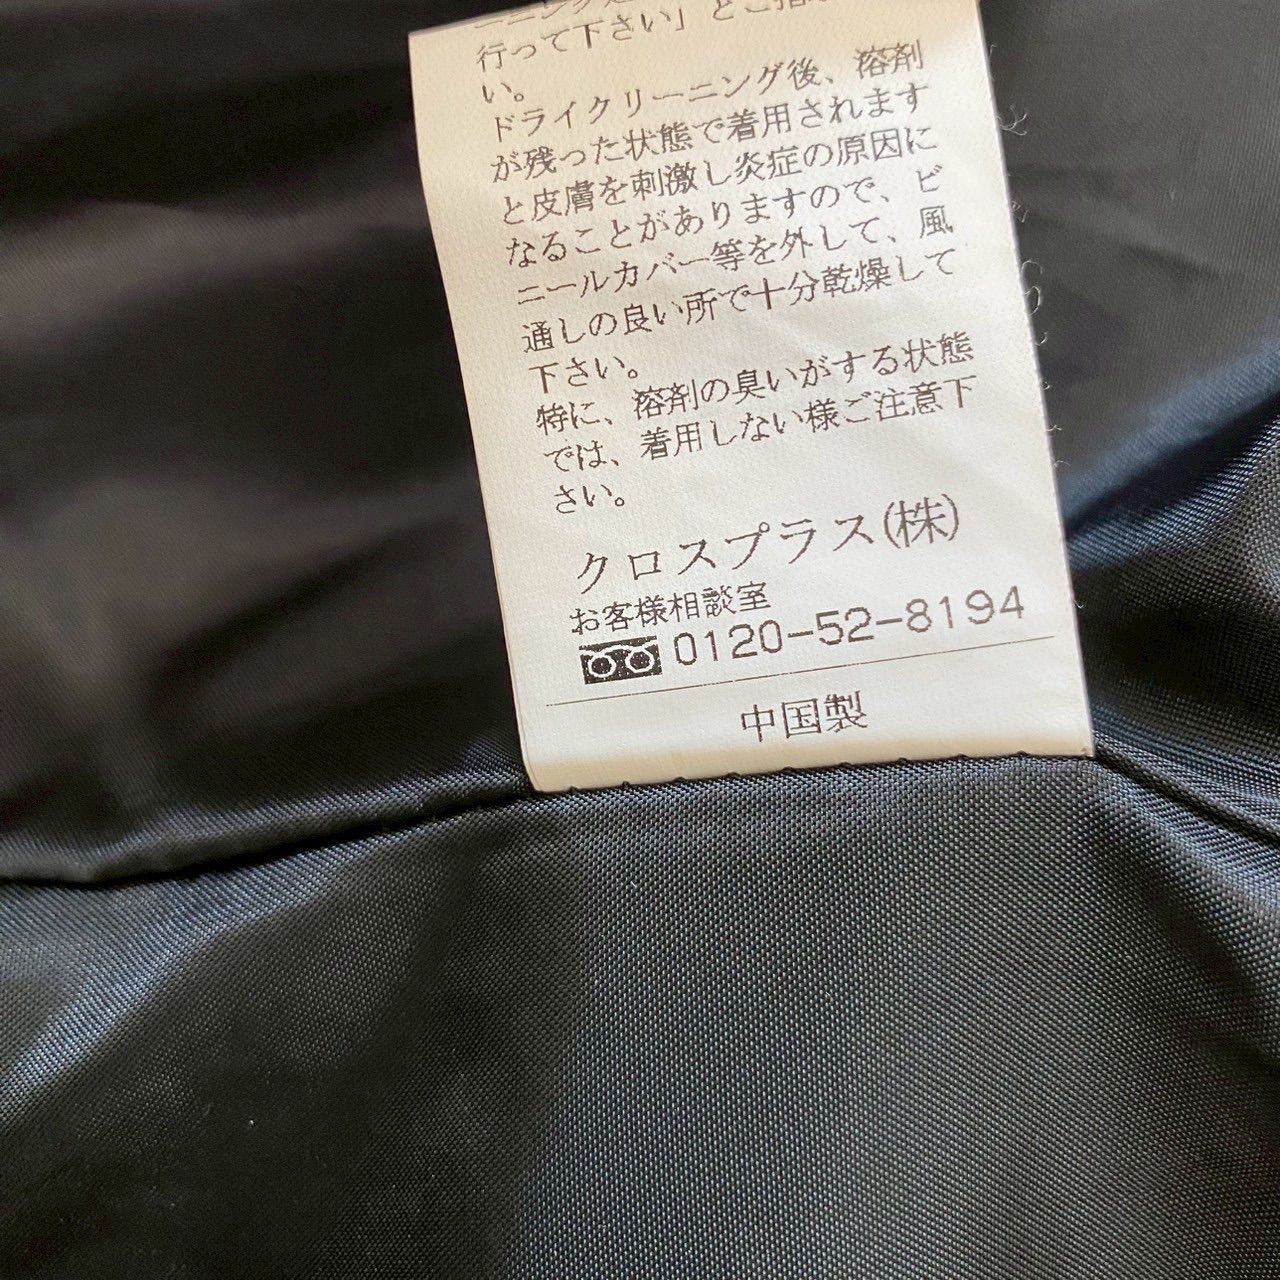 行って下さい」とご指
い。
ドライクリーニング後、溶剤
が残った状態で着用されます
と皮膚を刺激し炎症の原因に
なることがありますので、ビ
ニールカバー等を外して、風
通しの良い所で十分乾燥して
下さい。
特に、溶剤の臭いがする状態
では、着用しない様ご注意下
さい。
クロスプラス(株)
お客様相談室
0120-52-8194
中国製